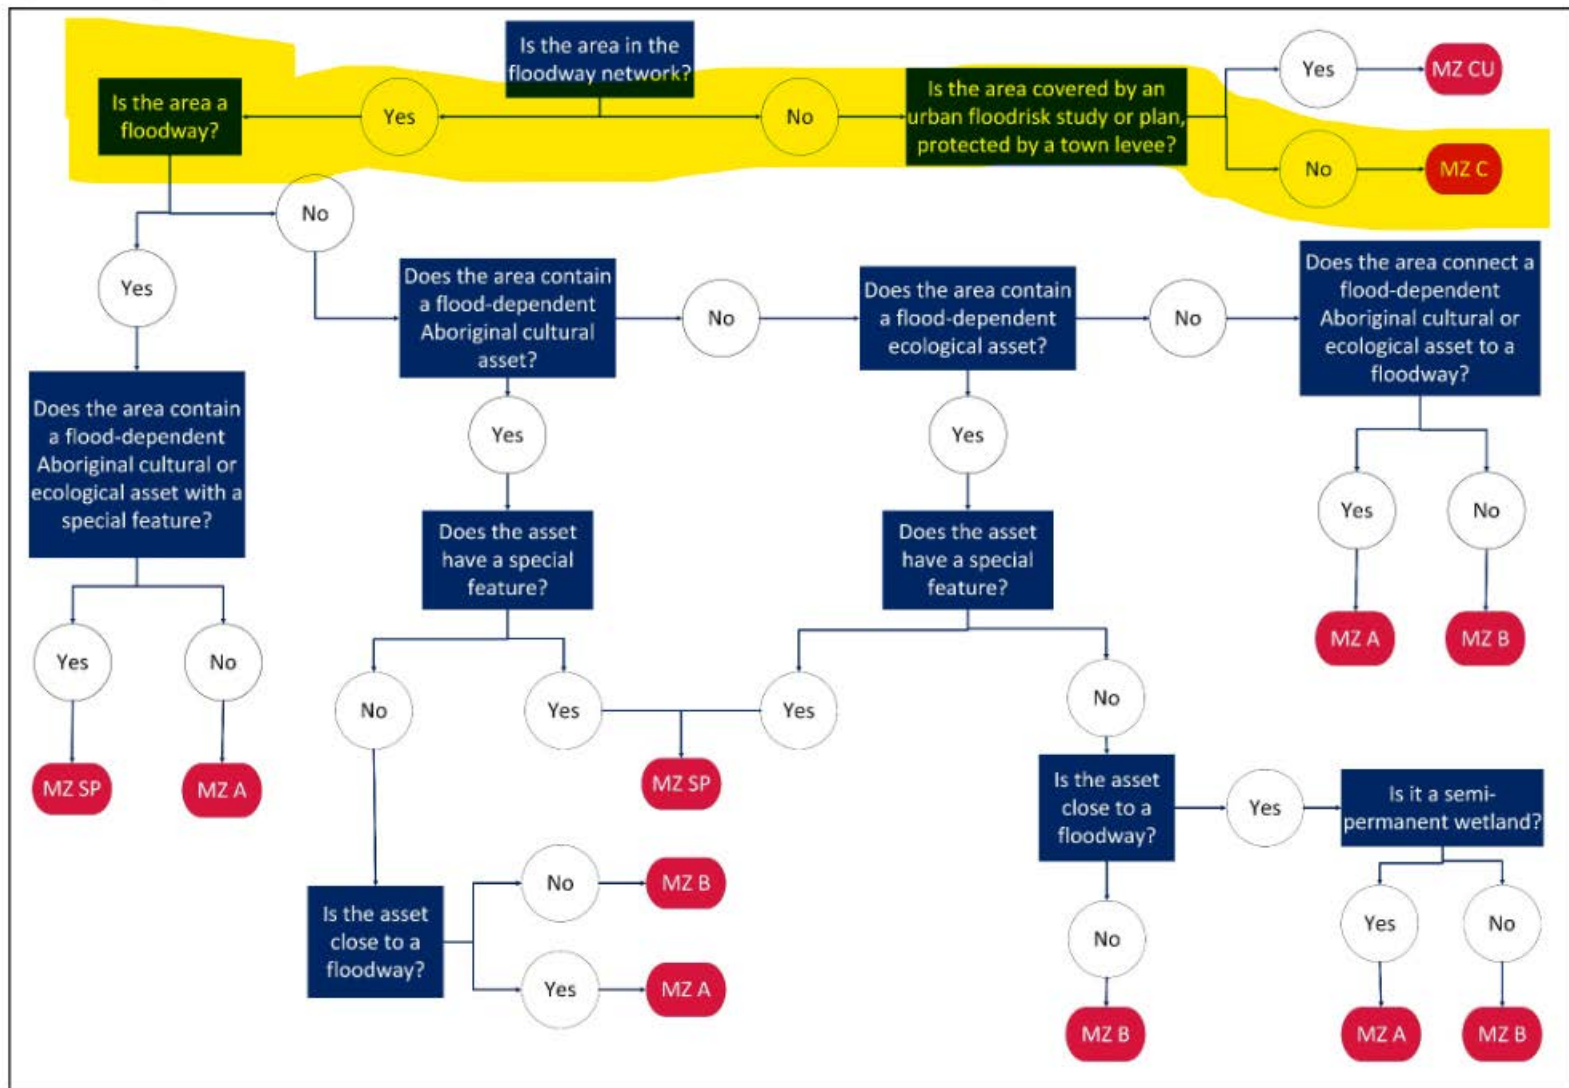 Is the area in the
floodway network?
Yes
MZ CU
Is the area a
floodway?
Yes
No
Is the area covered by an
urban floodrisk study or plan,
protected by a town levee?
No
MZ C
No
Yes
Does the area contain
a flood-dependent
Aboriginal cultural
asset?
No
Does the area contain
a flood-dependent
ecological asset?
No
Does the area connect a
flood-dependent
Aboriginal cultural or
ecological asset to a
floodway?
Does the area contain
a flood-dependent
Aboriginal cultural or
ecological asset with a
special feature?
Yes
Yes
Yes
No
Does the asset
have a special
feature?
Does the asset
have a special
feature?
MZ A
MZ B
Yes
No
No
Yes
Yes
No
MZ SP
MZ A
MZ SP
Is the asset
close to a
floodway?
Yes
Is it a semi-
permanent wetland?
No
MZ B
Is the asset
close to a
floodway?
Yes
MZ A
No
Yes
No
MZ B
MZ A
MZ B